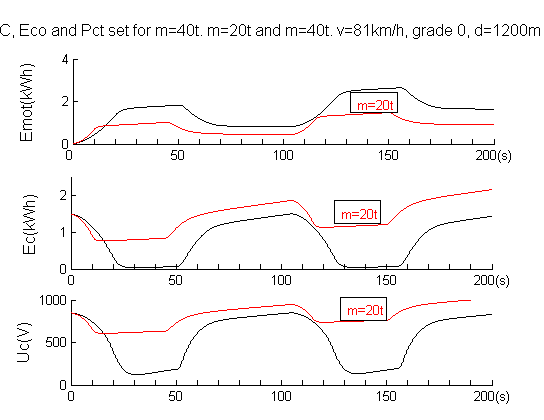 C, Eco and Pct set for m=40t. m=20t and m=40t. v=81km/h, grade 0, d=1200m
4
2
0
Emot(kWh)
m=20t
0 50 100 150 200(s)
2
1
0
Ec(kWh)
m=20t
0 50 100 150 200(s)
1000
500
0
Uc(V)
m=20t
0 50 100 150 200(s)